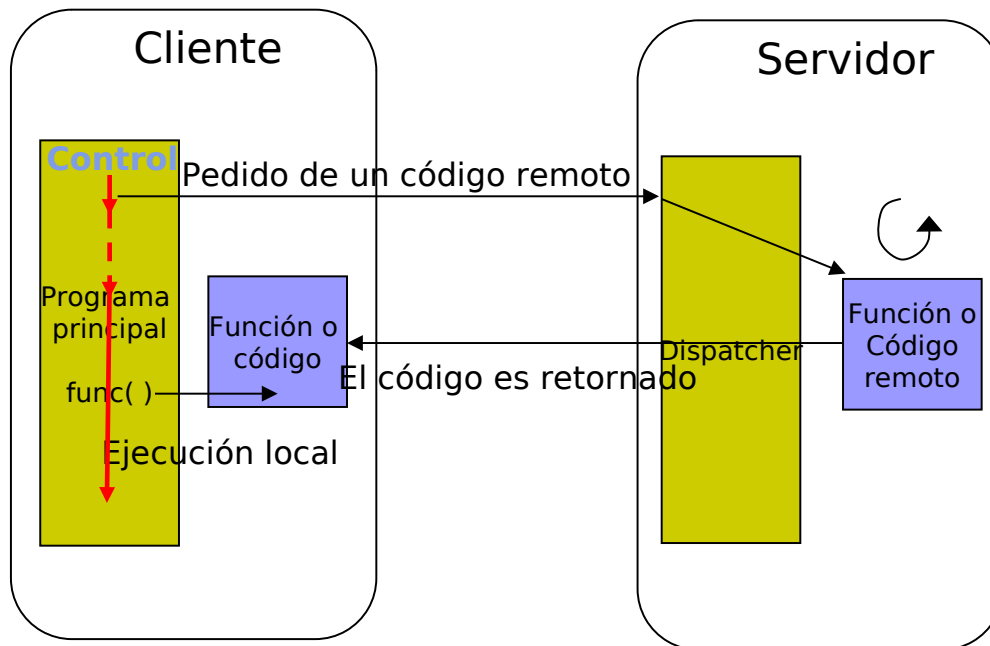 Cliente
Servidor
Control
Pedido de un código remoto
Programa
principal
Función o
código
Función o
Código
remoto
Dispatcher
El código es retornado
func( )
Ejecución local